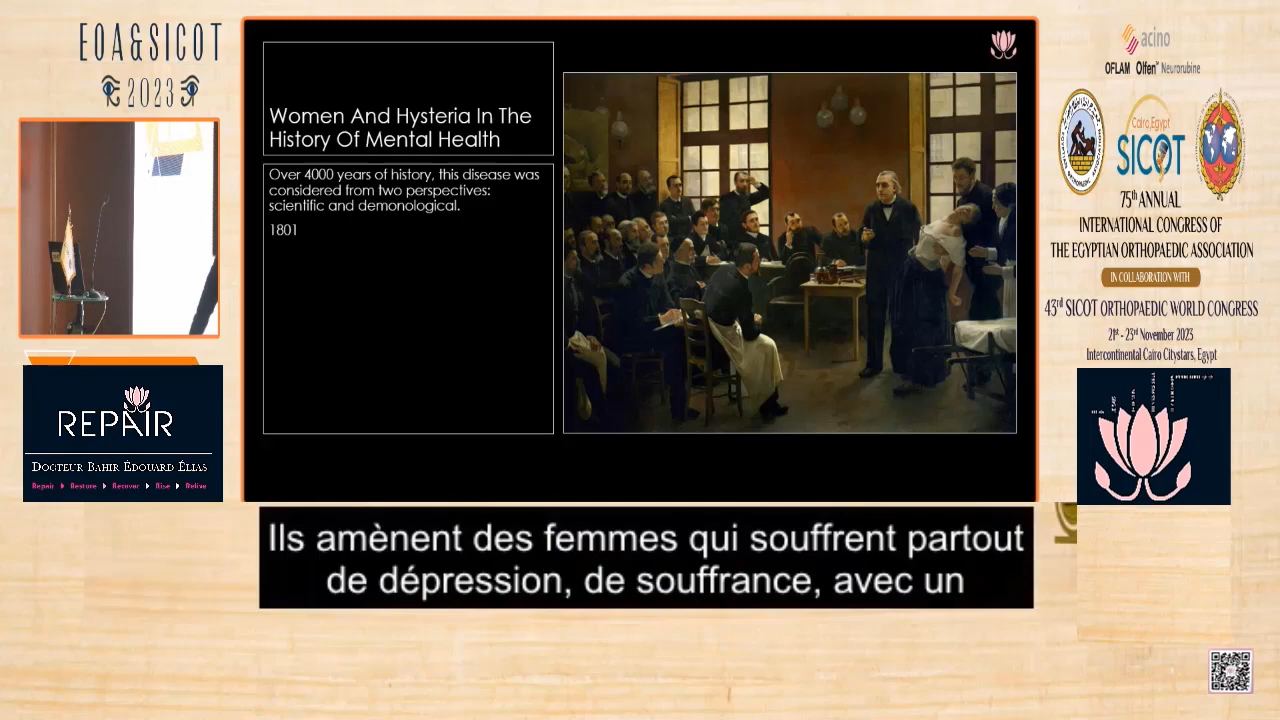 EOA&SICOT
2023
REPAIR
DOCTEUR BAHIR ÉDOUARD ÉLIAS
Repair Restore Recover Rise Relive
Women And Hysteria In The
History Of Mental Health
Over 4000 years of history, this disease was
considered from two perspectives:
scientific and demonological.
1801
Ils amènent des femmes qui souffrent partout
de dépression, de souffrance, avec un
acino
OFLAM Olfen Neurorubine
Cairo,Egypt
SICOT
75th ANNUAL
INTERNATIONAL CONGRESS OF
THE EGYPTIAN ORTHOPAEDIC ASSOCIATION
IN COLLABORATION WITH
43rd SICOT ORTHOPAEDIC WORLD CONGRESS
21st - 23rd November 2023
Intercontinental Cairo Citystars, Egypt